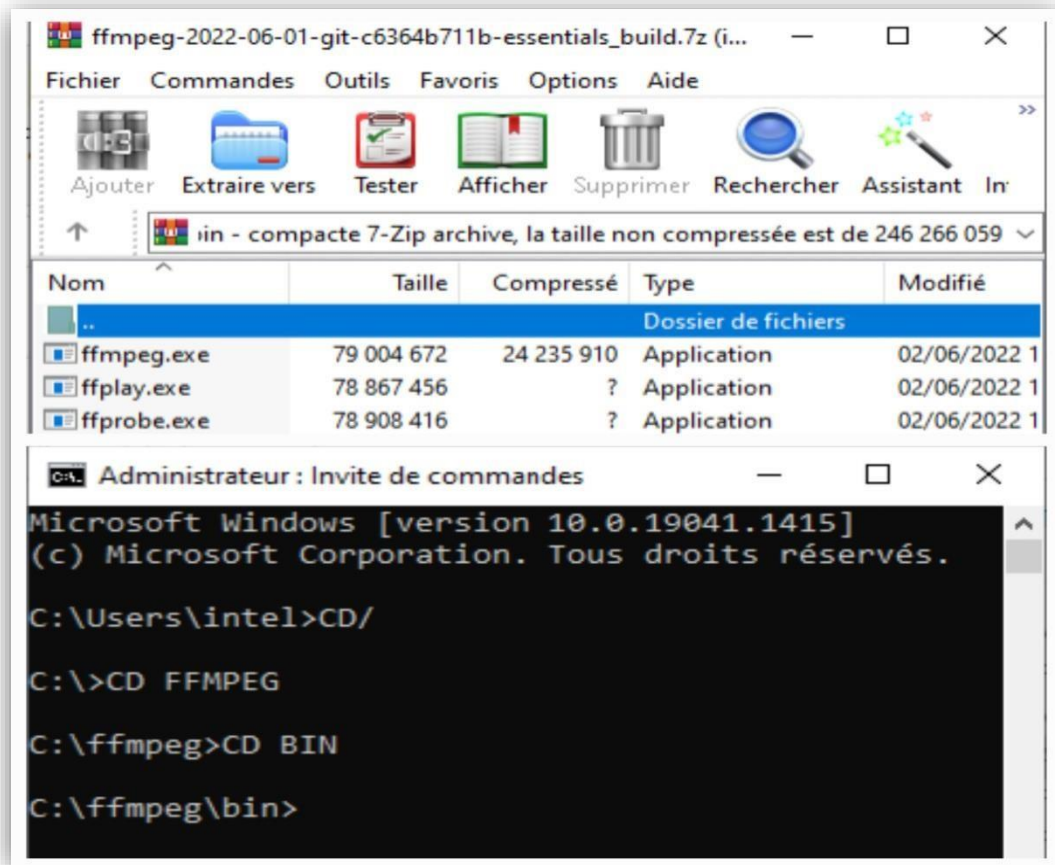 ffmpeg-2022-06-01-git-c6364b711b-essentials_build.7z (i...
Fichier Commandes Outils Favoris Options Aide
Ajouter Extraire vers Tester Afficher Supprimer Rechercher Assistant In
in - compacte 7-Zip archive, la taille non compressée est de 246 266 059
Nom Taille Compressé Type Modifié
.. Dossier de fichiers
ffmpeg.exe 79 004 672 24 235 910 Application 02/06/2022 1
ffplay.exe 78 867 456 ? Application 02/06/2022 1
ffprobe.exe 78 908 416 ? Application 02/06/2022 1
Administrateur : Invite de commandes
Microsoft Windows [version 10.0.19041.1415]
(c) Microsoft Corporation. Tous droits réservés.
C:\Users\intel>CD/
C:\>CD FFMPEG
C:\ffmpeg>CD BIN
C:\ffmpeg\bin>